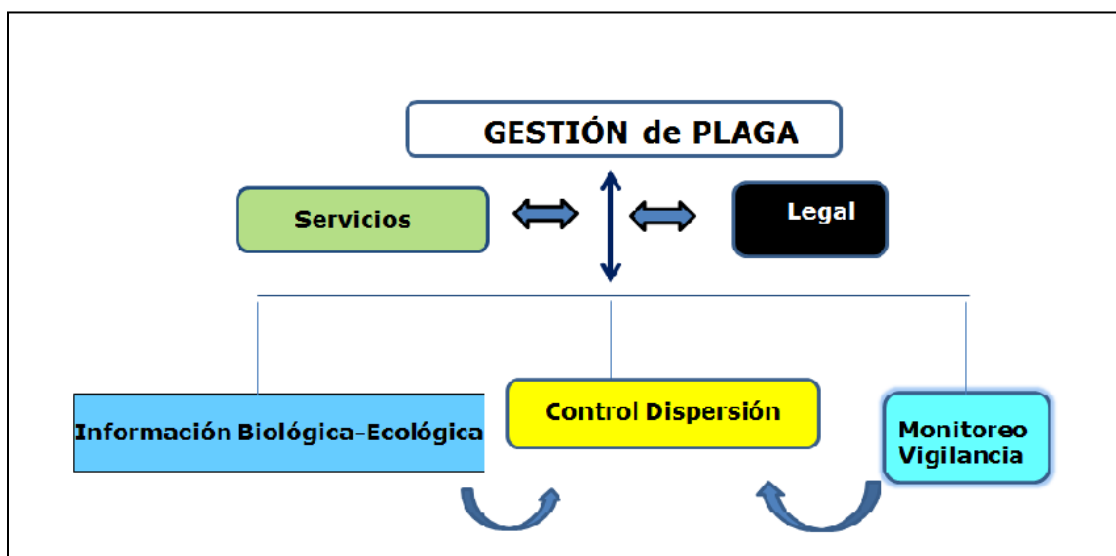 GESTIÓN de PLAGA
Servicios
Legal
Información Biológica-Ecológica
Control Dispersión
Monitoreo
Vigilancia